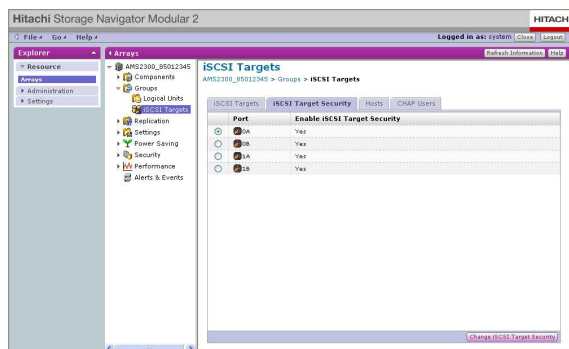 Hitachi Storage Navigator Modular 2
HITACH
File Go Help
Logged in as: system Close Logout
Explorer
Arrays
Refresh Information Help
Resource
Arrays
Administration
Settings
AMS2300_85012345
Components
Groups
Logical Units
iSCSI Targets
Replication
Settings
Power Saving
Security
Performance
Alerts & Events
iSCSI Targets
AMS2300_85012345 > Groups > iSCSI Targets
iSCSI Targets iSCSI Target Security Hosts CHAP Users
Port Enable iSCSI Target Security
0A Yes
0B Yes
1A Yes
1B Yes
Change iSCSI Target Security